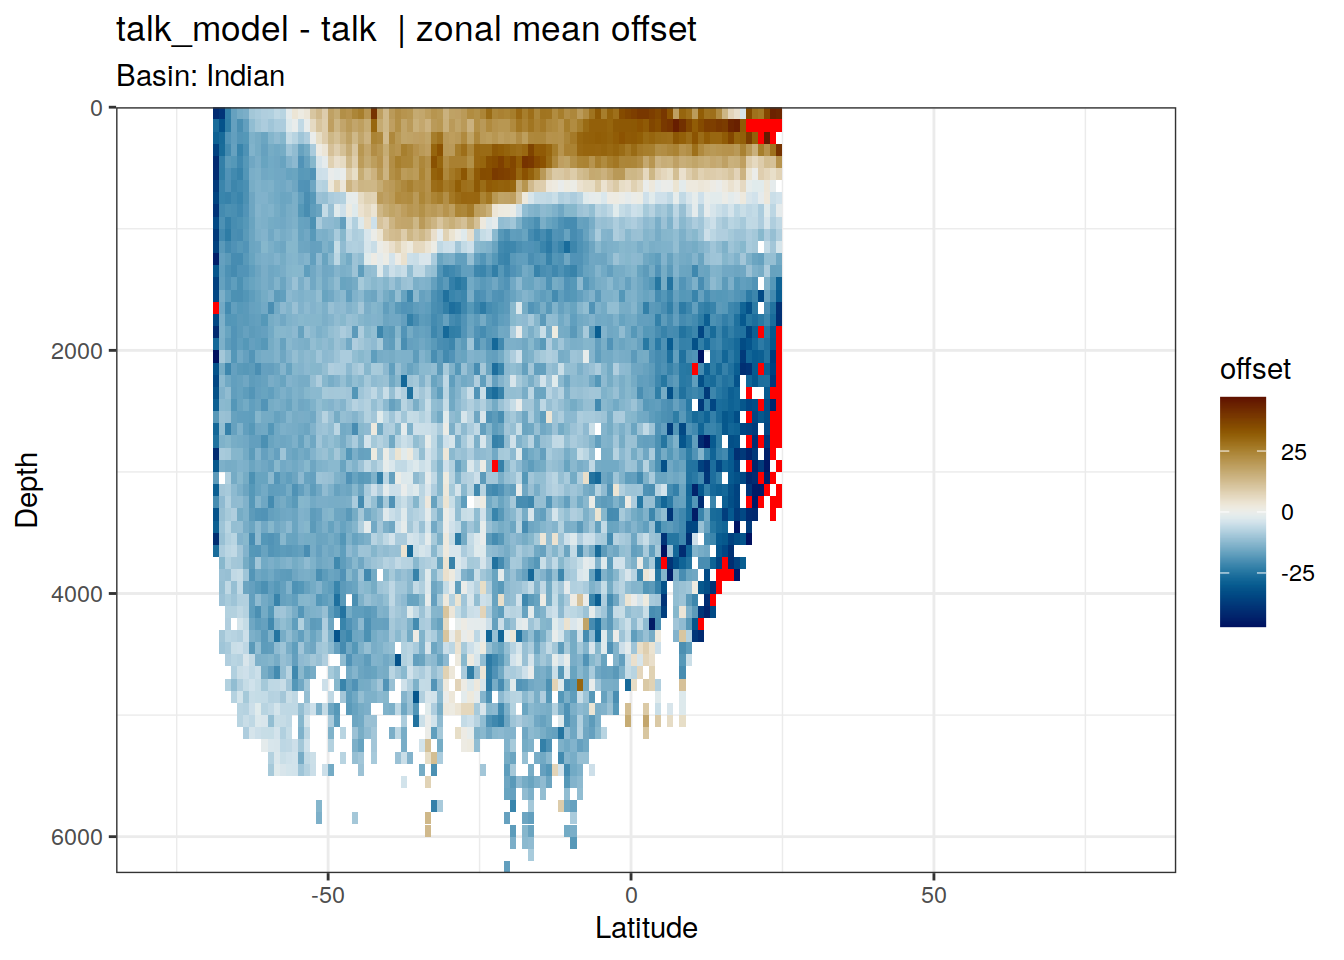 talk_model - talk  | zonal mean offset
Basin: Indian
0
2000
4000
6000
Depth
-50
0
50
Latitude
offset
25
0
-25